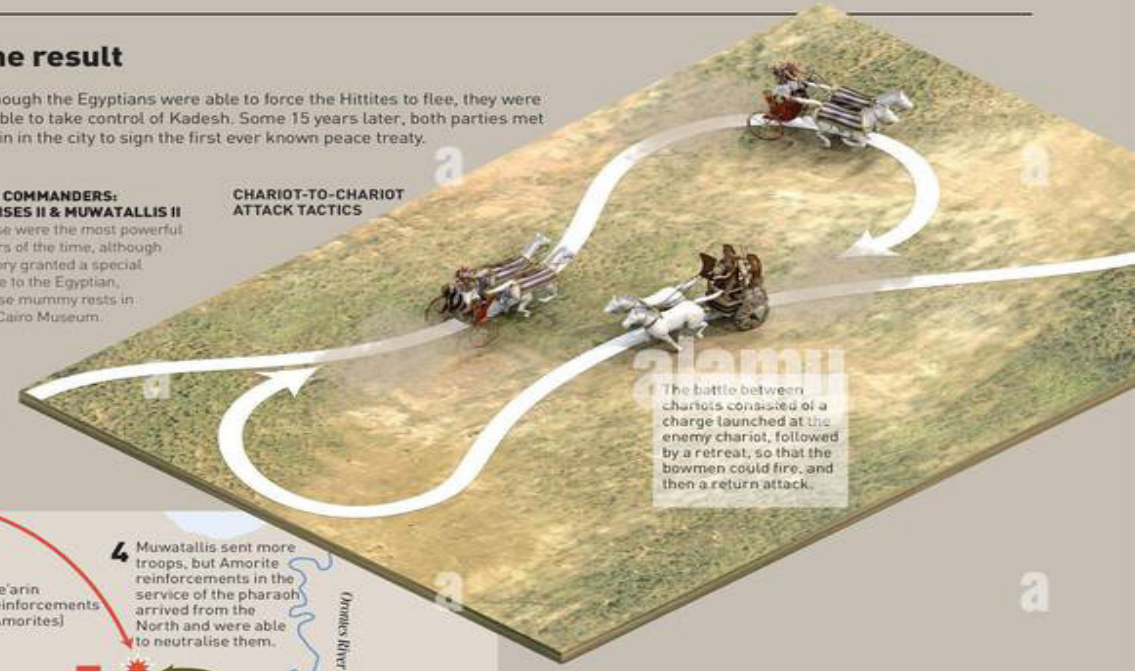 ne result
ough the Egyptians were able to force the Hittites to flee, they were
ble to take control of Kadesh. Some 15 years later, both parties met
in in the city to sign the first ever known peace treaty.
COMMANDERS:
SES II & MUWATALLIS II
se were the most powerful
rs of the time, although
ory granted a special
e to the Egyptian,
se mummy rests in
Cairo Museum.
CHARIOT-TO-CHARIOT
ATTACK TACTICS
The battle between
chariots consisted of a
charge launched at the
enemy chariot, followed
by a retreat, so that the
bowmen could fire, and
then a return attack.
4 Muwatallis sent more
troops, but Amorite
reinforcements in the
service of the pharaoh
arrived from the
North and were able
to neutralise them.
e'arin
einforcements
Amorites)
Orontes River
a
a
a
a
a
alamy